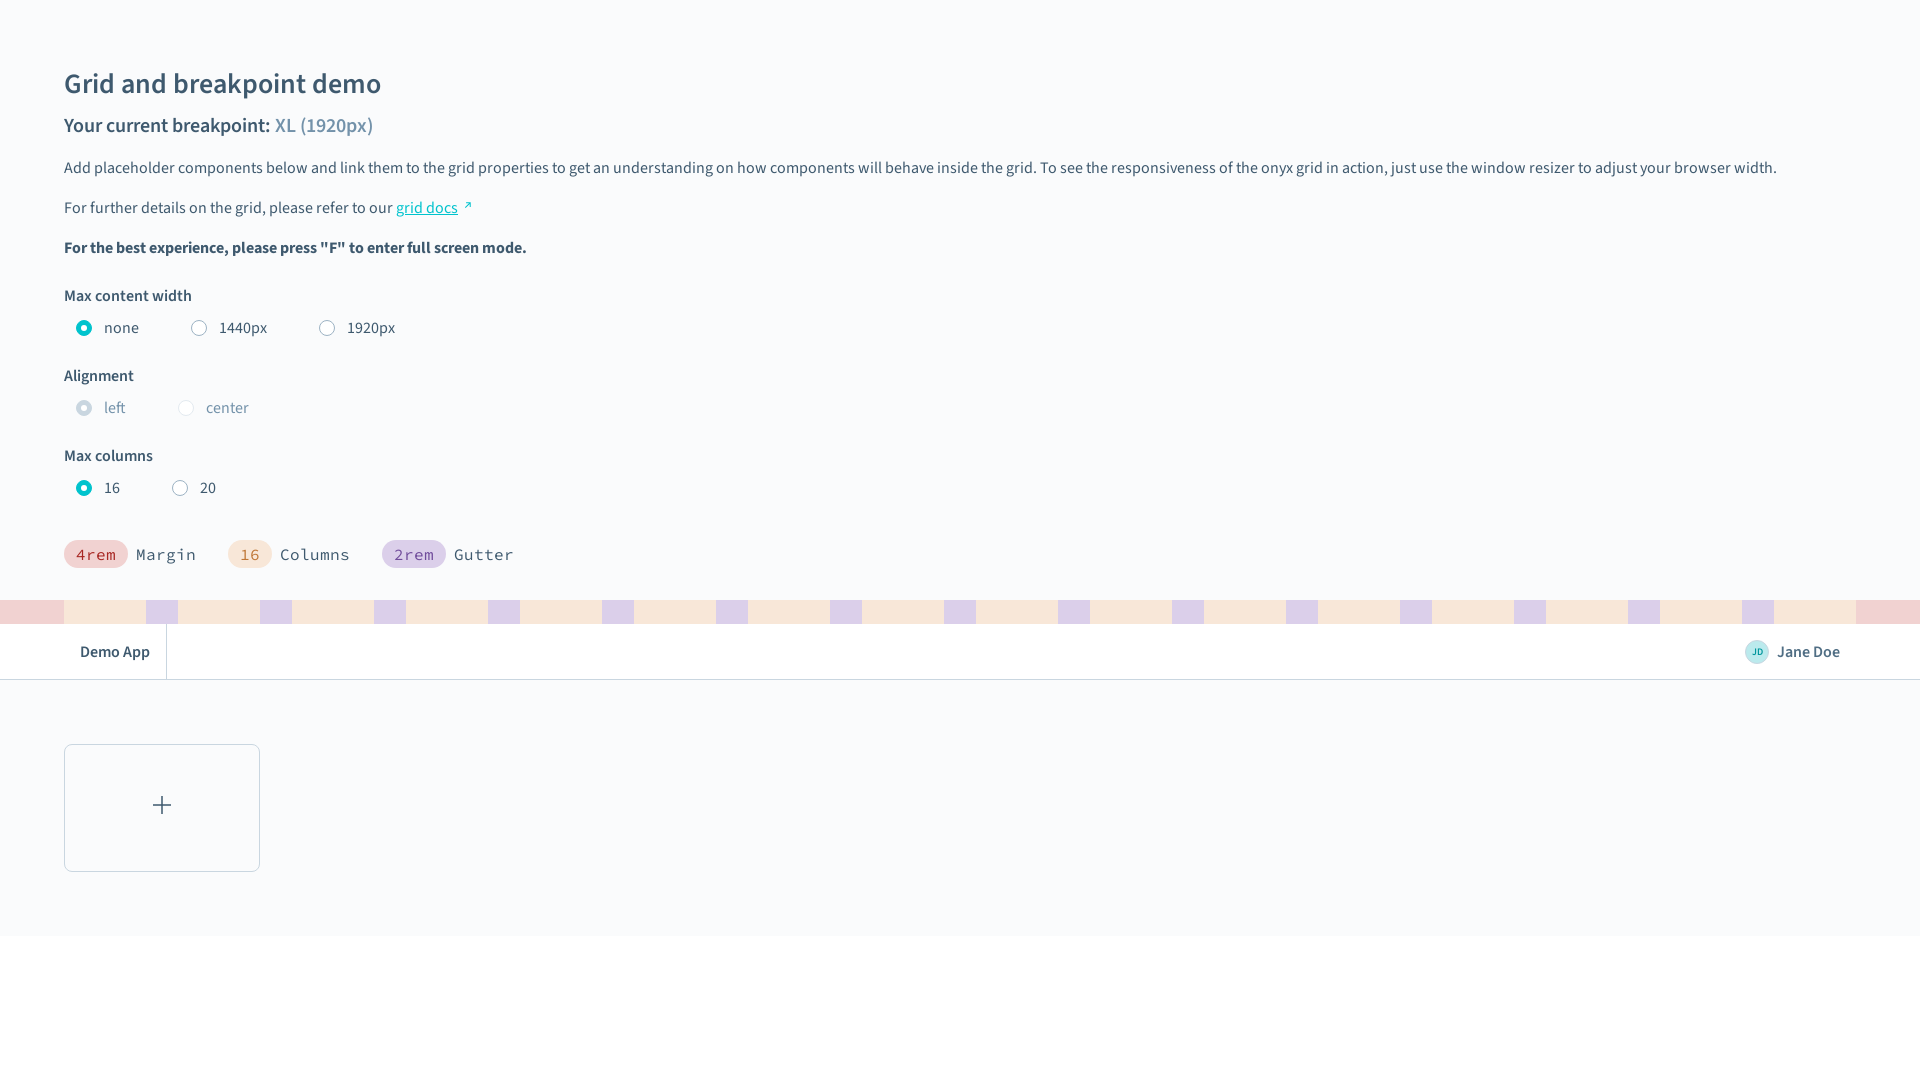 Grid and breakpoint demo
Your current breakpoint: XL (1920px)
Add placeholder components below and link them to the grid properties to get an understanding on how components will behave inside the grid. To see the responsiveness of the onyx grid in action, just use the window resizer to adjust your browser width.
For further details on the grid, please refer to our grid docs
For the best experience, please press "F" to enter full screen mode.
Max content width
none 1440px 1920px
Alignment
left center
Max columns
16 20
4rem Margin 16 Columns 2rem Gutter
Demo App JD Jane Doe